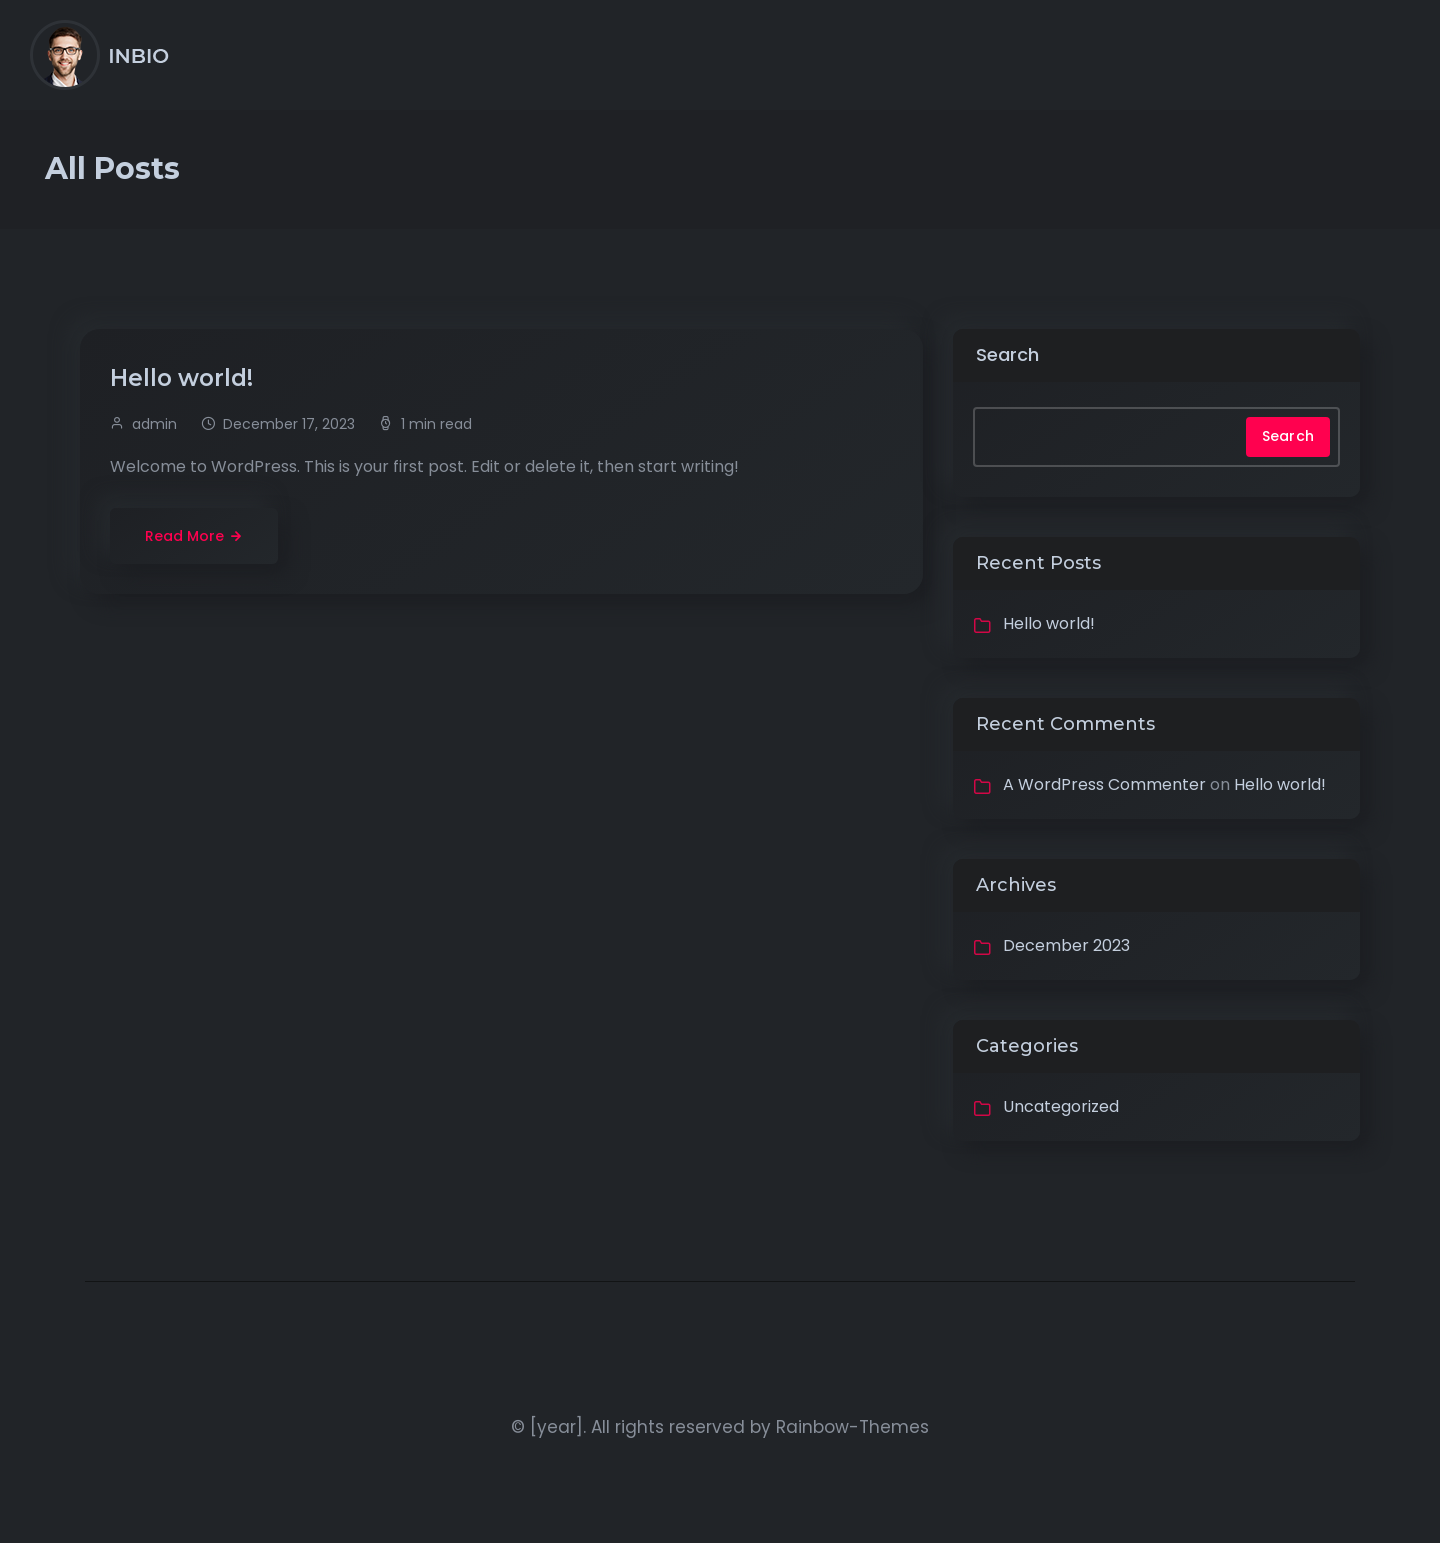 INBIO
All Posts
Hello world!
admin December 17, 2023 1 min read
Welcome to WordPress. This is your first post. Edit or delete it, then start writing!
Read More
Search
Search
Recent Posts
Hello world!
Recent Comments
A WordPress Commenter on Hello world!
Archives
December 2023
Categories
Uncategorized
© [year]. All rights reserved by Rainbow-Themes